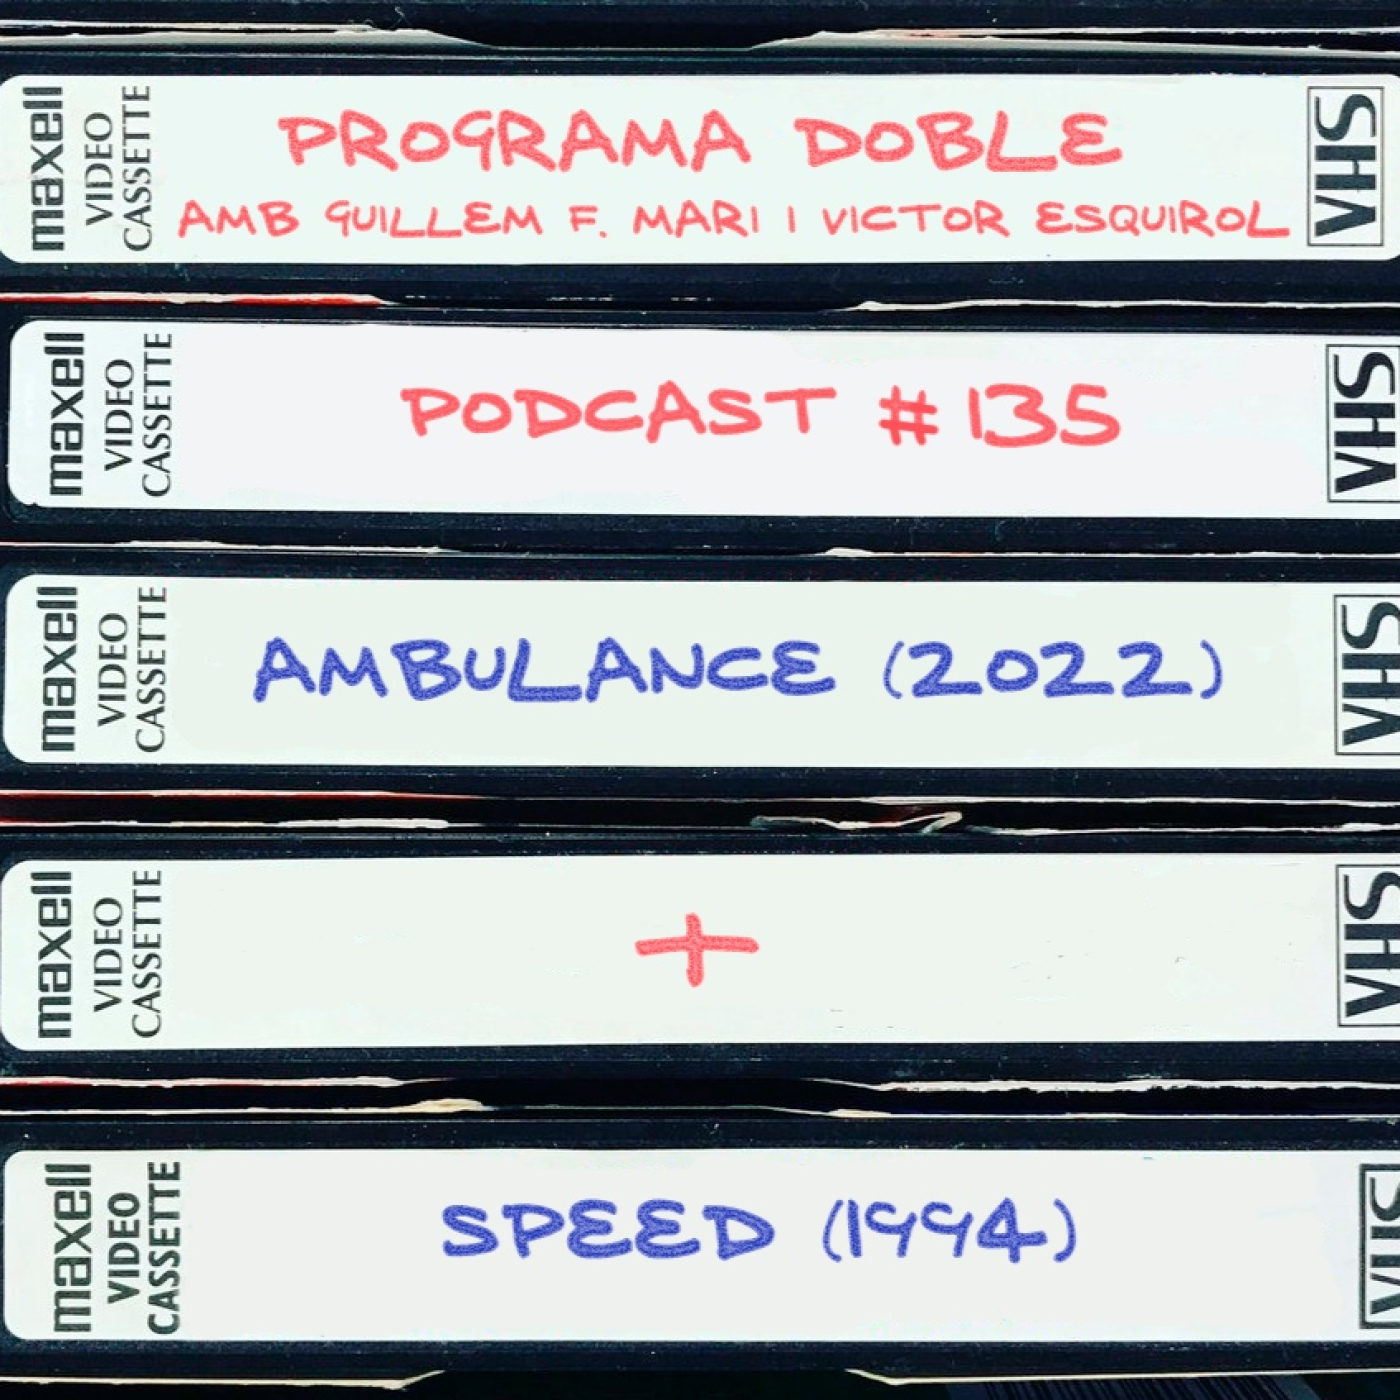 maxell
VIDEO
CASSETTE
PROGRAMA DOBLE
AMB GUILLEM F. MARI I VICTOR ESQUIROL
VHS
maxell
VIDEO
CASSETTE
PODCAST #135
VHS
maxell
VIDEO
CASSETTE
AMBULANCE (2022)
VHS
maxell
VIDEO
CASSETTE
+
VHS
maxell
VIDEO
CASSETTE
SPEED (1994)
VHS